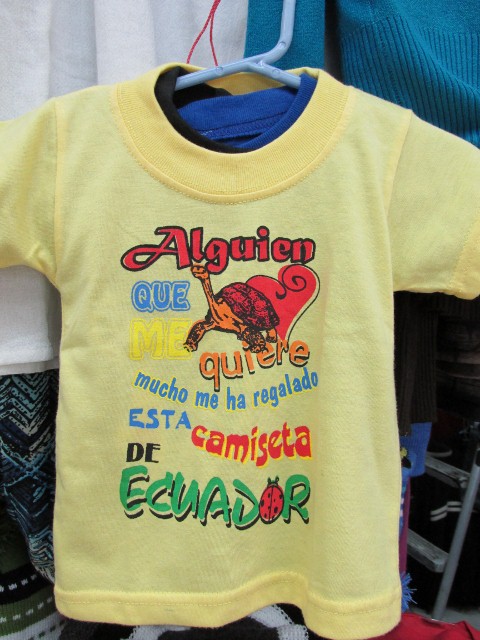 Alguien
QUE
ME
quiere
mucho me ha regalado
ESTA camiseta
DE
ECUADOR